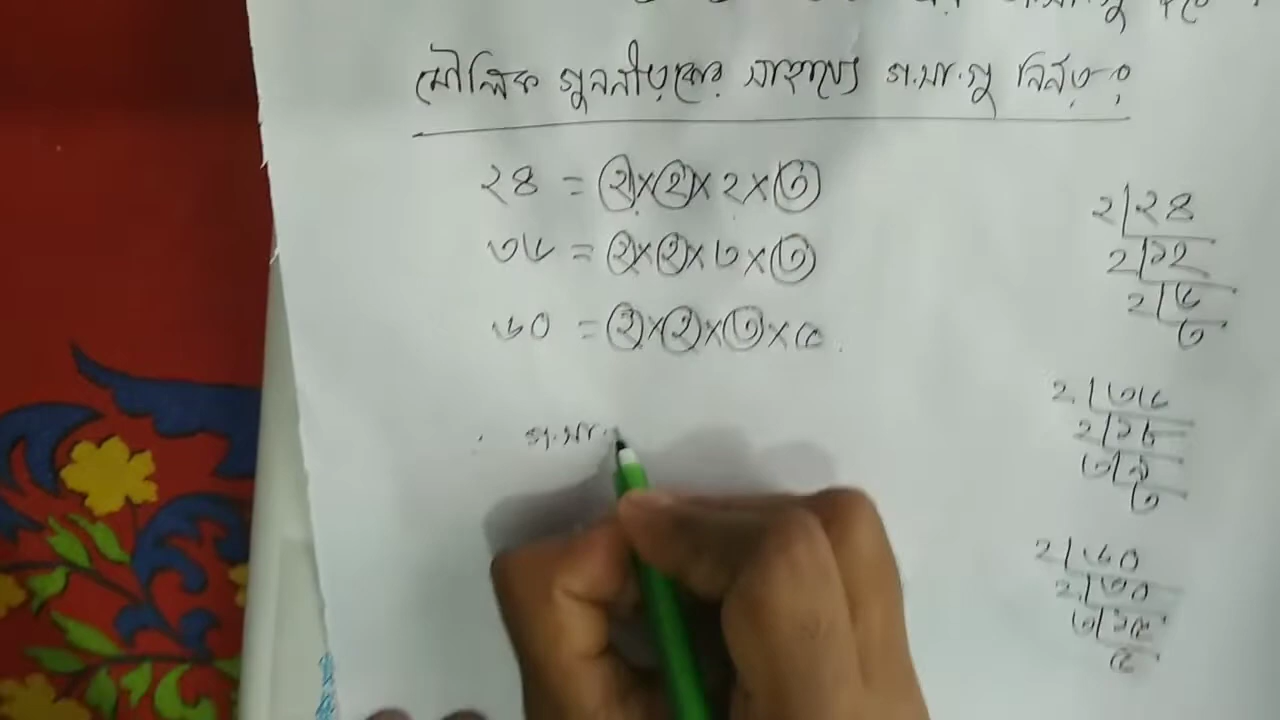 মৌলিক গুননীয়কের সাহায্যে গ.সা.গু নির্ণয়ঃ
২৪ = ২×২×২×৩
৩৬ = ২×২×৩×৩
৬০ = ২×২×৩×৫
গ.সা.
২|২৪
২|১২
২|৬
৩
২|৩৬
২|১৮
৩|৯
৩
২|৬০
২|৩০
৩|১৫
৫